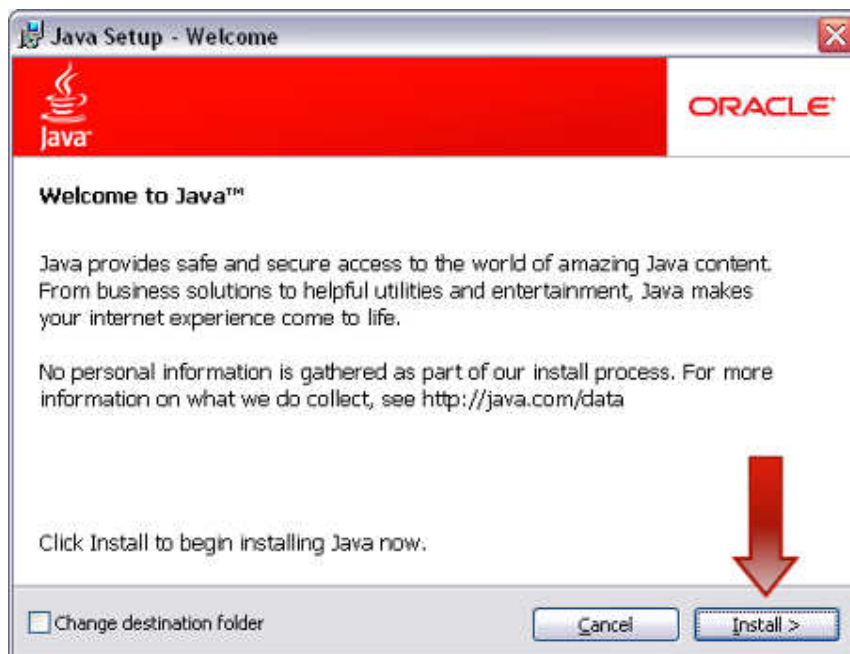 Java Setup - Welcome
Java™
ORACLE®
Welcome to Java™
Java provides safe and secure access to the world of amazing Java content.
From business solutions to helpful utilities and entertainment, Java makes
your internet experience come to life.
No personal information is gathered as part of our install process. For more
information on what we do collect, see http://java.com/data
Click Install to begin installing Java now.
Change destination folder
Cancel
Install >